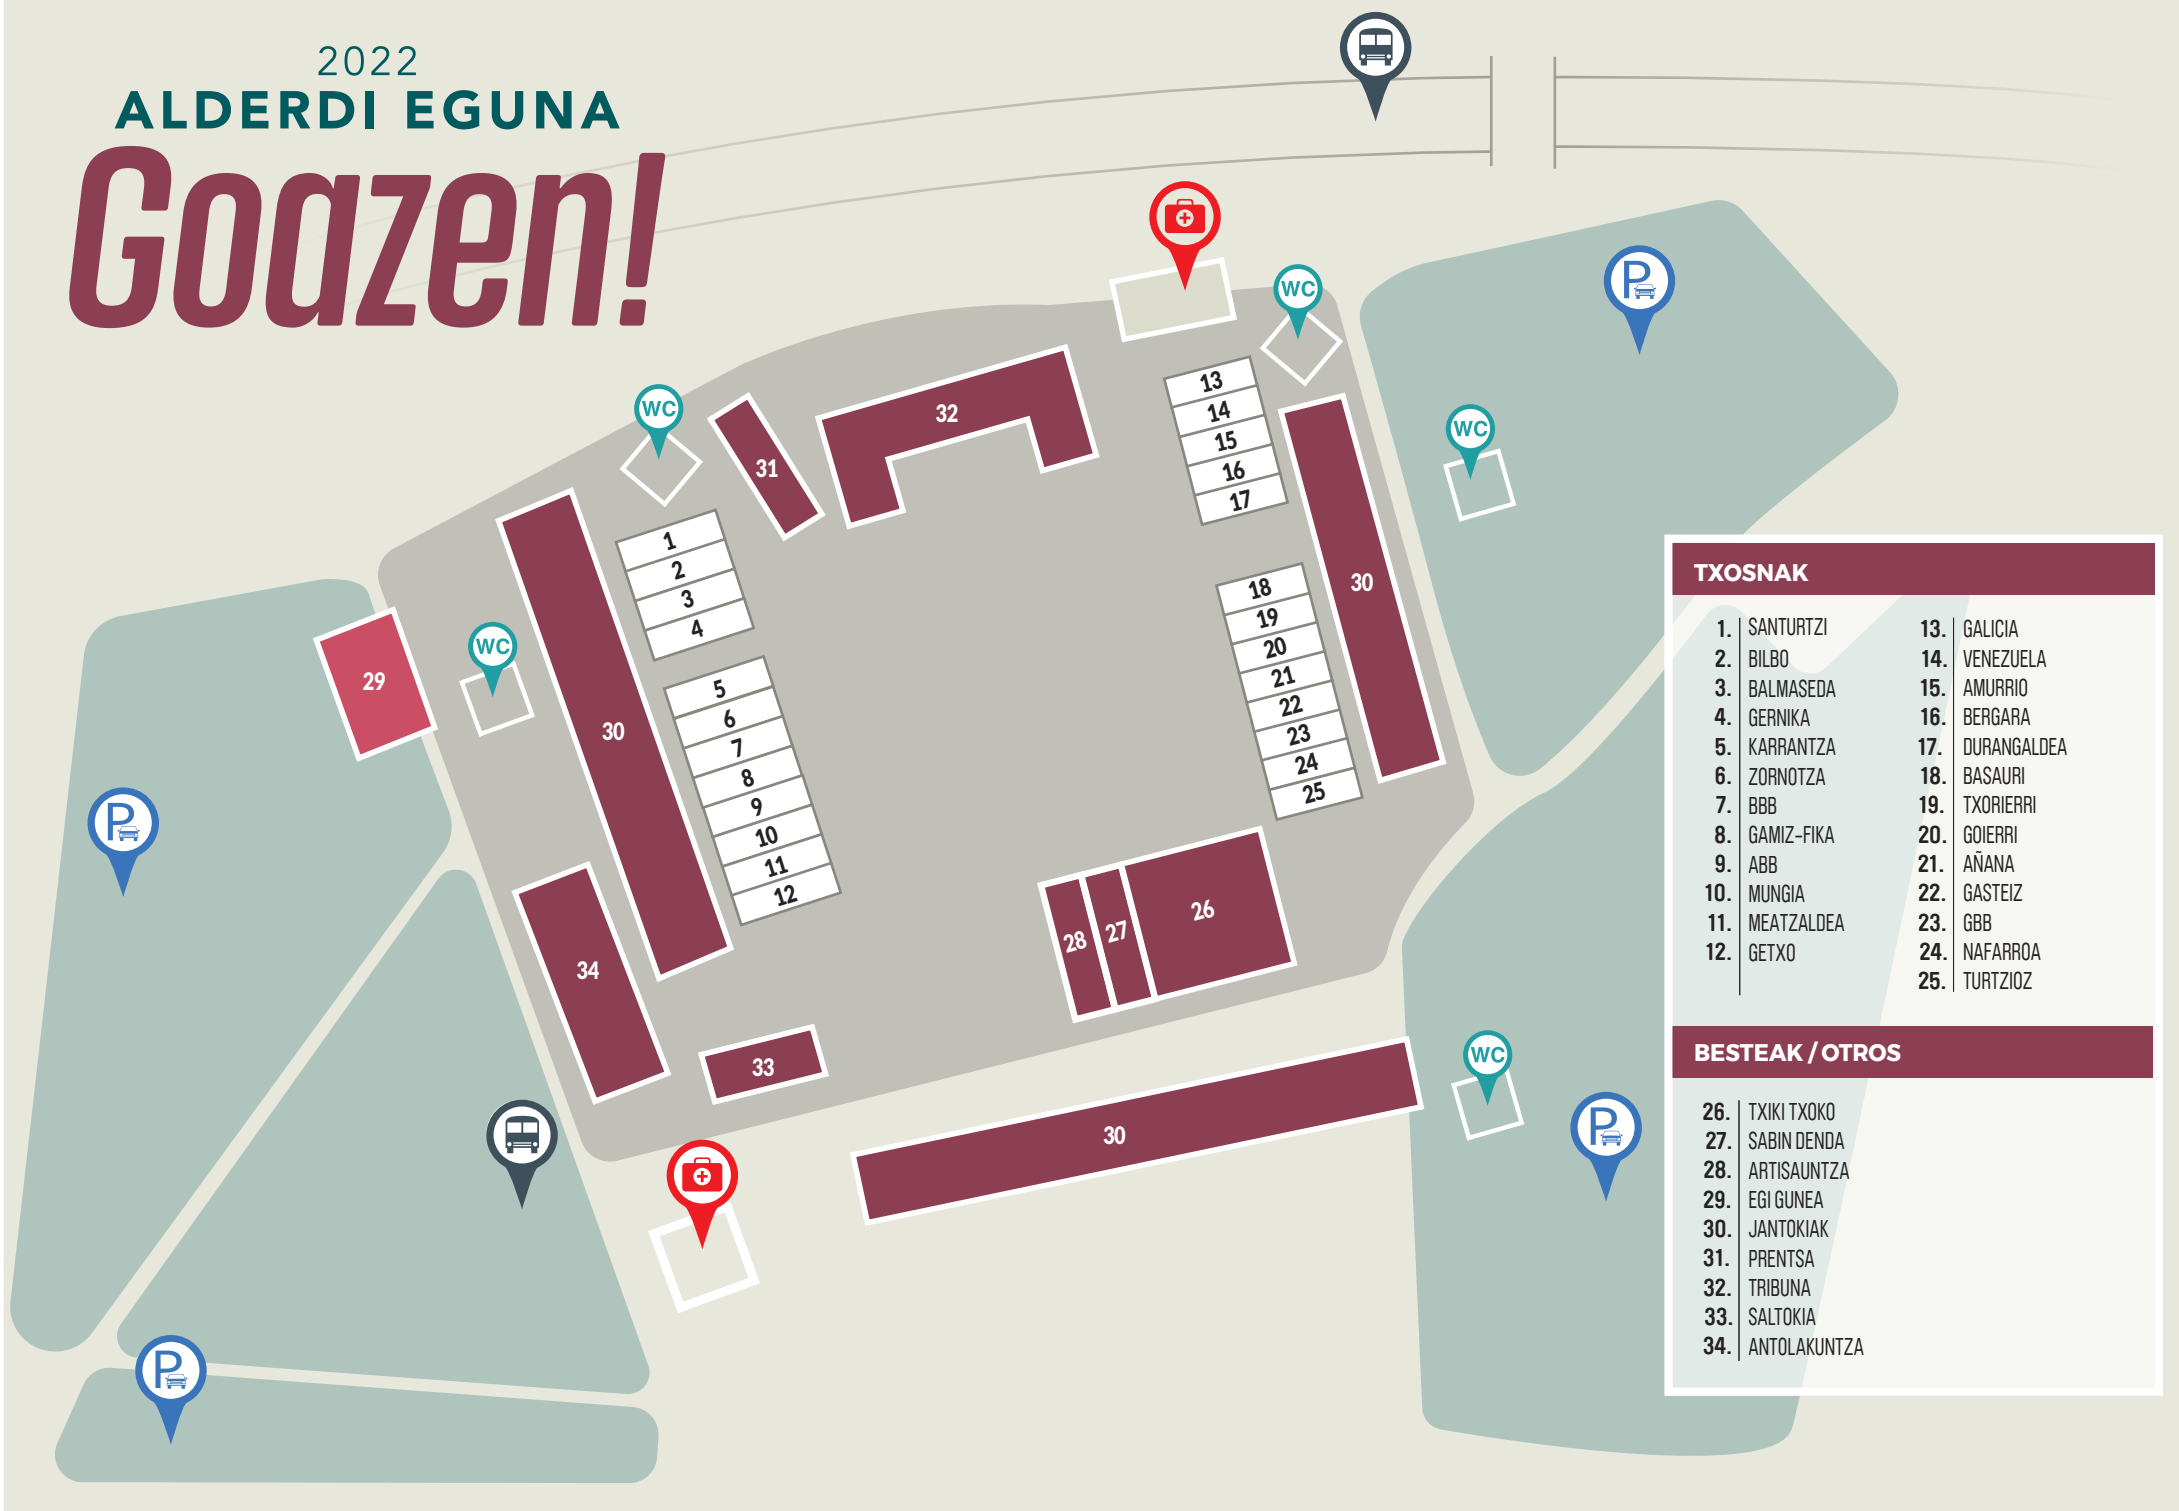 2022
ALDERDI EGUNA
Goazen!
WC
WC
13
14
15
16
17
32
31
WC
WC
1
2
3
4
30
18
19
20
21
22
23
24
25
29
WC
30
5
6
7
8
9
10
11
12
34
33
28
27
26
30
WC
P
P
P
P
TXOSNAK
1. SANTURTZI
2. BILBO
3. BALMASEDA
4. GERNIKA
5. KARRANTZA
6. ZORNOTZA
7. BBB
8. GAMIZ-FIKA
9. ABB
10. MUNGIA
11. MEATZALDEA
12. GETXO
13. GALICIA
14. VENEZUELA
15. AMURRIO
16. BERGARA
17. DURANGALDEA
18. BASAURI
19. TXORIERRI
20. GOIERRI
21. AÑANA
22. GASTEIZ
23. GBB
24. NAFARROA
25. TURTZIOZ
BESTEAK / OTROS
26. TXIKI TXOKO
27. SABIN DENDA
28. ARTISAUNTZA
29. EGI GUNEA
30. JANTOKIAK
31. PRENTSA
32. TRIBUNA
33. SALTOKIA
34. ANTOLAKUNTZA